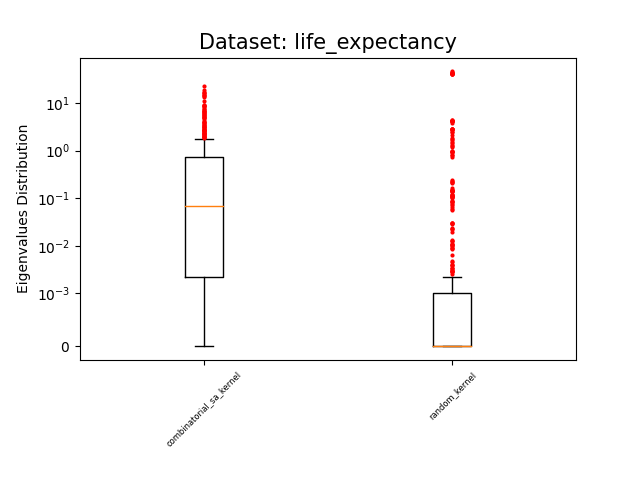 Dataset: life_expectancy
Eigenvalues Distribution
10¹
10⁰
10⁻¹
10⁻²
10⁻³
0
combinatorial_sa_kernel
random_kernel